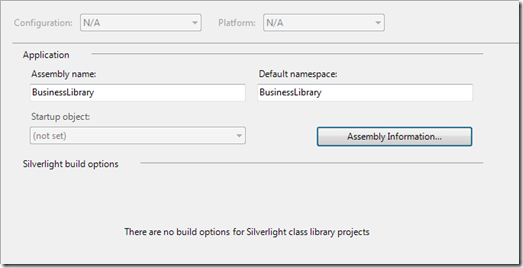 Configuration: N/A Platform: N/A
Application
Assembly name: Default namespace:
BusinessLibrary BusinessLibrary
Startup object:
(not set) Assembly Information...
Silverlight build options
There are no build options for Silverlight class library projects